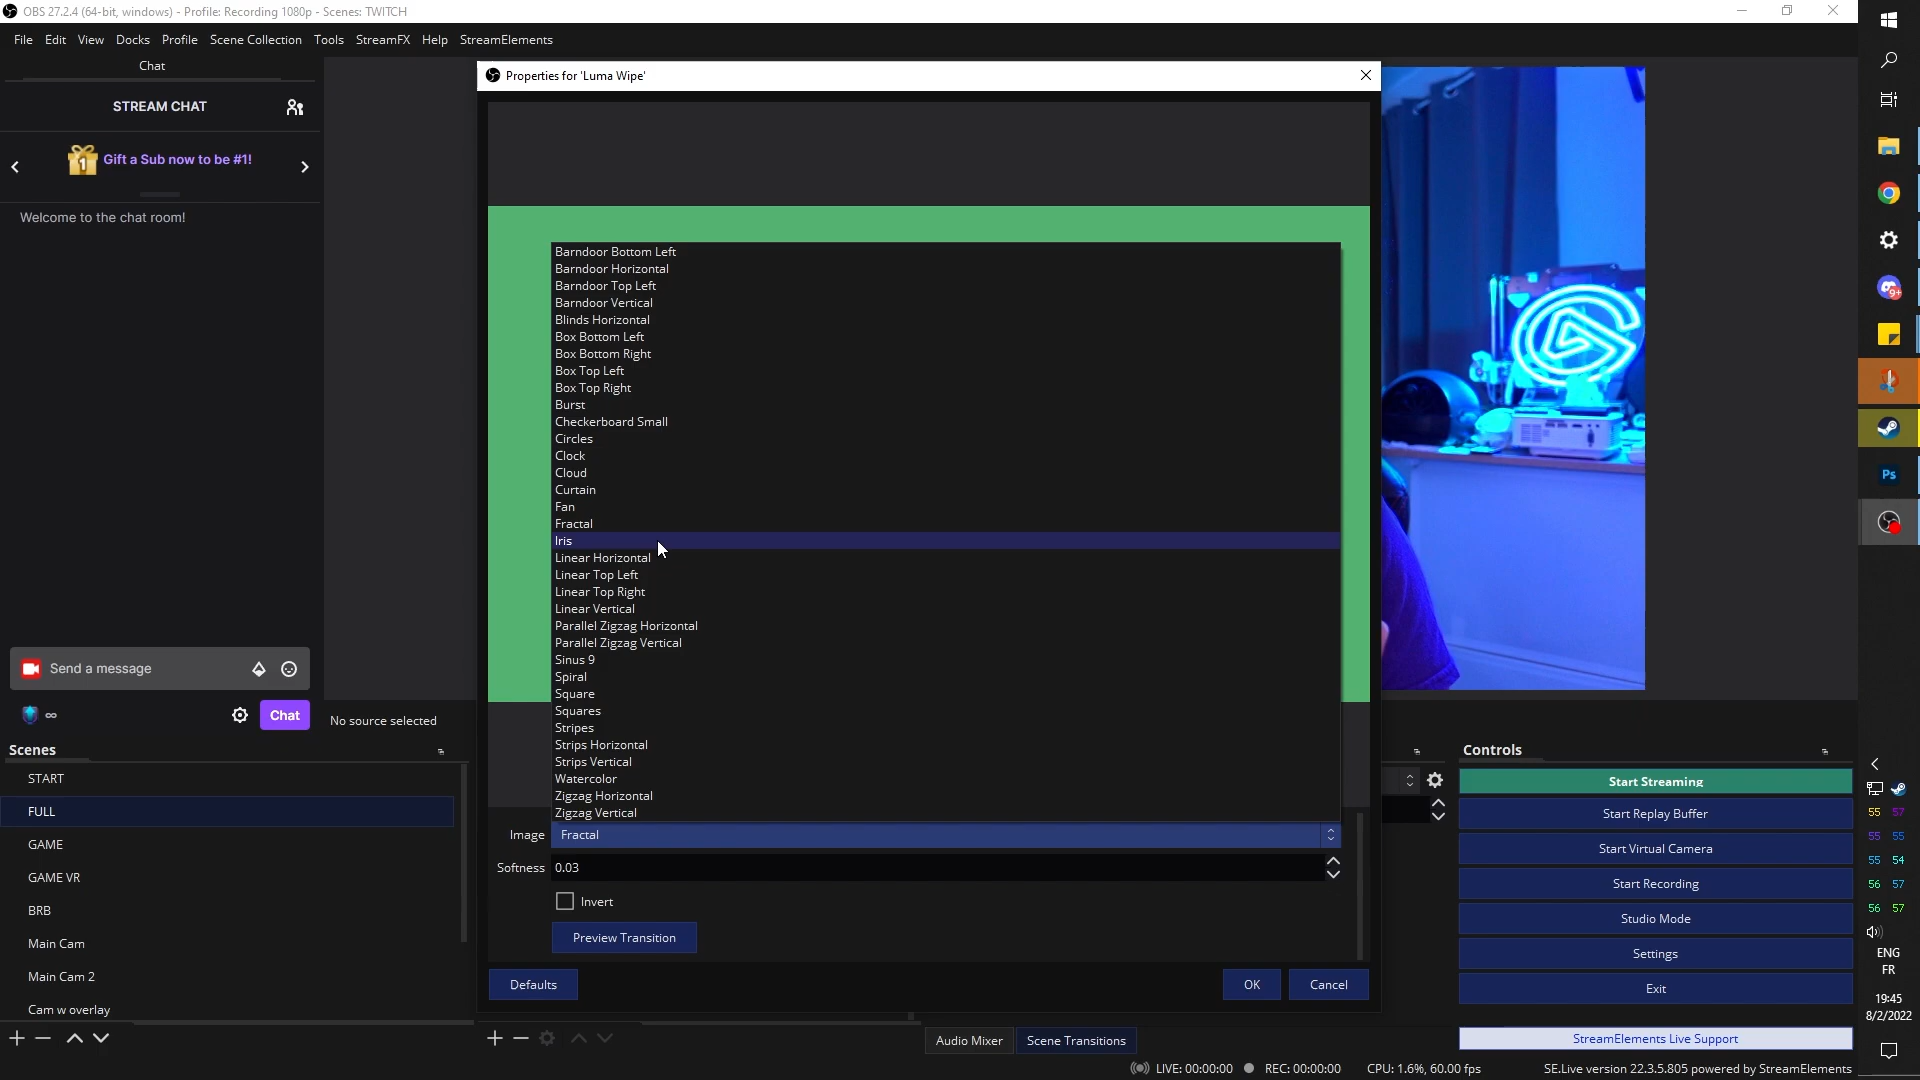 OBS 27.2.4 (64-bit, windows) - Profile: Recording 1080p - Scenes: TWITCH
File Edit View Docks Profile Scene Collection Tools StreamFX Help StreamElements
Chat
STREAM CHAT
1
Gift a Sub now to be #1!
Welcome to the chat room!
Send a message
∞
Chat
No source selected
Scenes
START
FULL
GAME
GAME VR
BRB
Main Cam
Main Cam 2
Cam w overlay
Properties for 'Luma Wipe'
Barndoor Bottom Left
Barndoor Horizontal
Barndoor Top Left
Barndoor Vertical
Blinds Horizontal
Box Bottom Left
Box Bottom Right
Box Top Left
Box Top Right
Burst
Checkerboard Small
Circles
Clock
Cloud
Curtain
Fan
Fractal
Iris
Linear Horizontal
Linear Top Left
Linear Top Right
Linear Vertical
Parallel Zigzag Horizontal
Parallel Zigzag Vertical
Sinus 9
Spiral
Square
Squares
Stripes
Strips Horizontal
Strips Vertical
Watercolor
Zigzag Horizontal
Zigzag Vertical
Image Fractal
Softness 0.03
Invert
Preview Transition
Defaults
OK
Cancel
Audio Mixer
Scene Transitions
Controls
Start Streaming
Start Replay Buffer
Start Virtual Camera
Start Recording
Studio Mode
Settings
Exit
StreamElements Live Support
LIVE: 00:00:00
REC: 00:00:00
CPU: 1.6%, 60.00 fps
SE.Live version 22.3.5.805 powered by StreamElements
9+
Ps
55 57
55 55
55 54
56 57
56 57
ENG
FR
19:45
8/2/2022